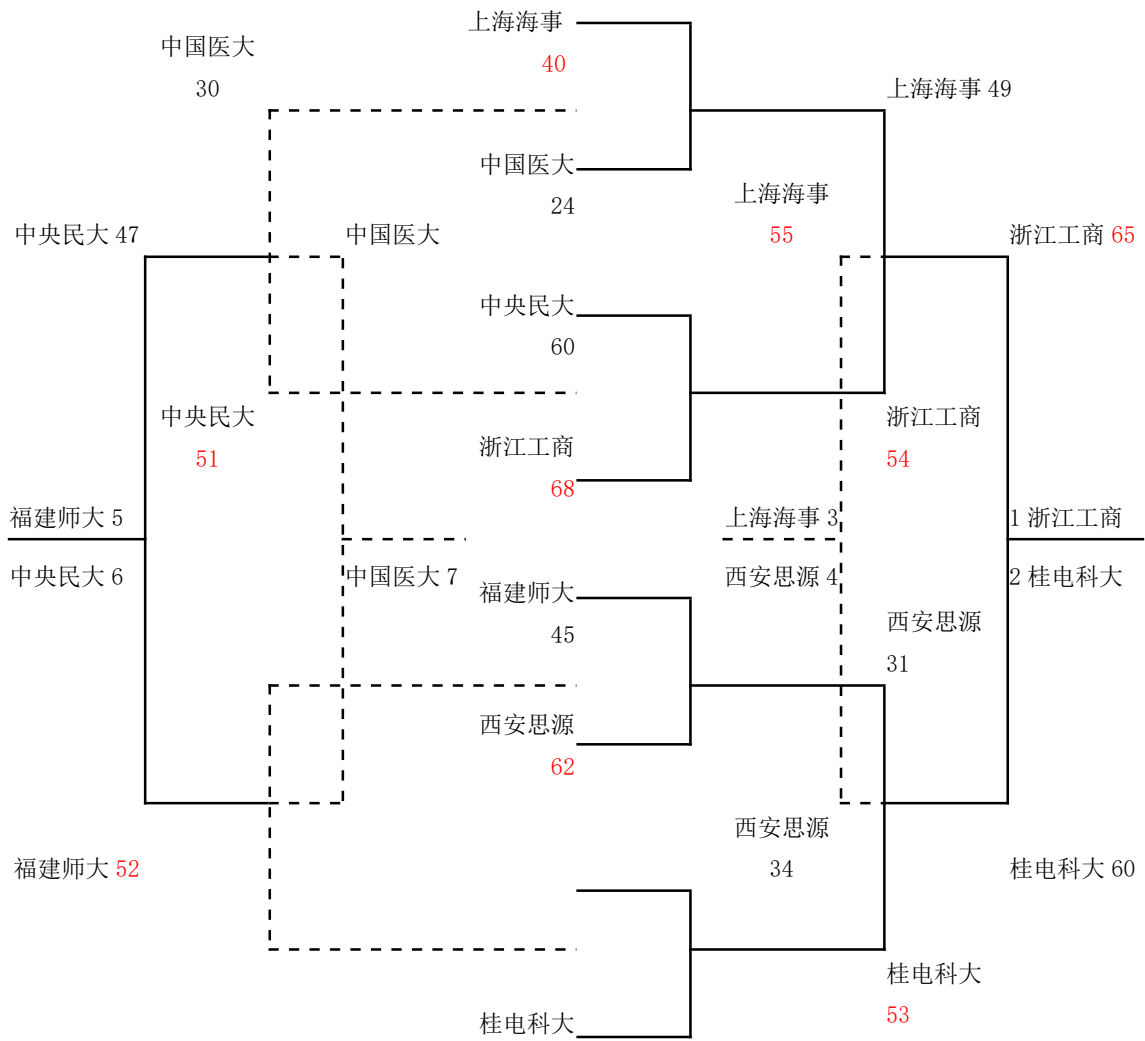 上海海事
中国医大
40
30
上海海事 49
中国医大
24
上海海事
中央民大 47
中国医大
55
浙江工商 65
中央民大
60
中央民大
浙江工商
51
浙江工商
54
68
福建师大 5
上海海事 3
1 浙江工商
中央民大 6
中国医大 7
福建师大
西安思源 4
2 桂电科大
45
西安思源
31
西安思源
62
西安思源
福建师大 52
34
桂电科大 60
桂电科大
53
桂电科大